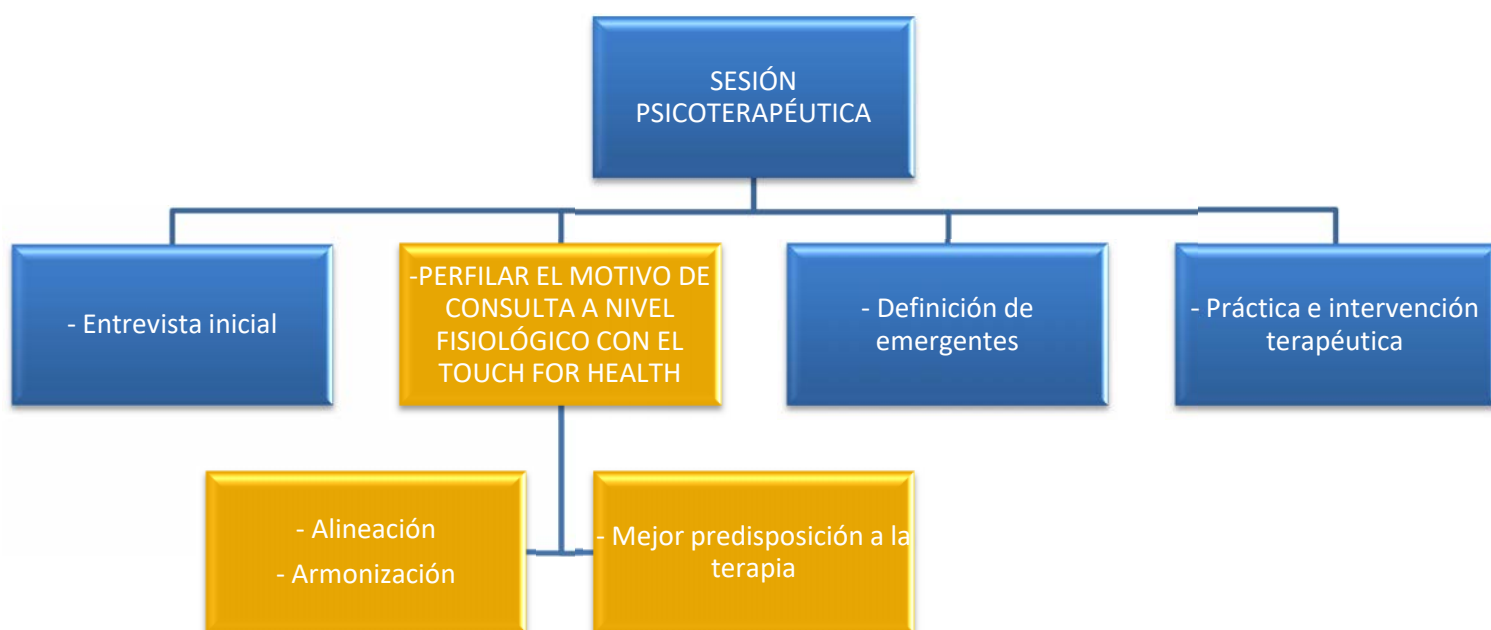 SESIÓN
PSICOTERAPÉUTICA
- Entrevista inicial
-PERFILAR EL MOTIVO DE
CONSULTA A NIVEL
FISIOLÓGICO CON EL
TOUCH FOR HEALTH
- Definición de
emergentes
- Práctica e intervención
terapéutica
- Alineación
- Armonización
- Mejor predisposición a la
terapia